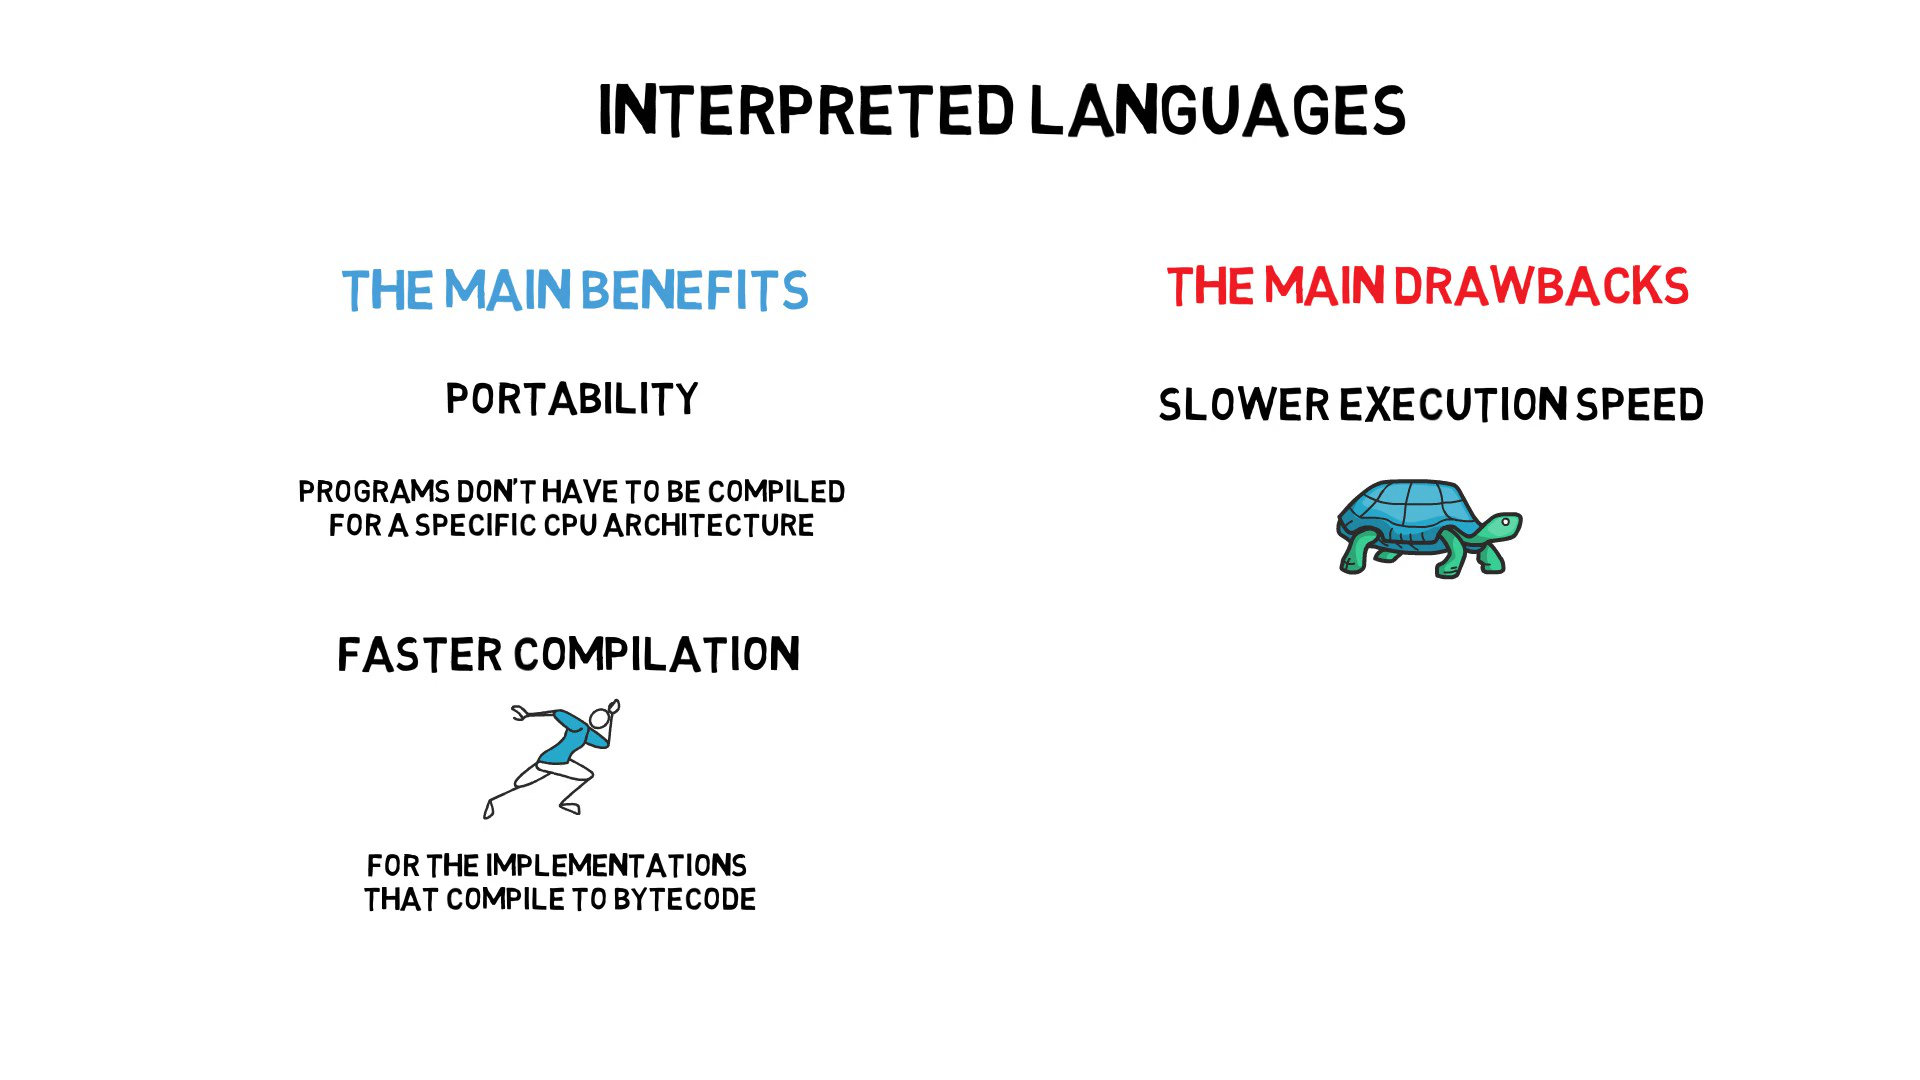 INTERPRETED LANGUAGES
THE MAIN BENEFITS
PORTABILITY
PROGRAMS DON'T HAVE TO BE COMPILED
FOR A SPECIFIC CPU ARCHITECTURE
FASTER COMPILATION
FOR THE IMPLEMENTATIONS
THAT COMPILE TO BYTECODE
THE MAIN DRAWBACKS
SLOWER EXECUTION SPEED